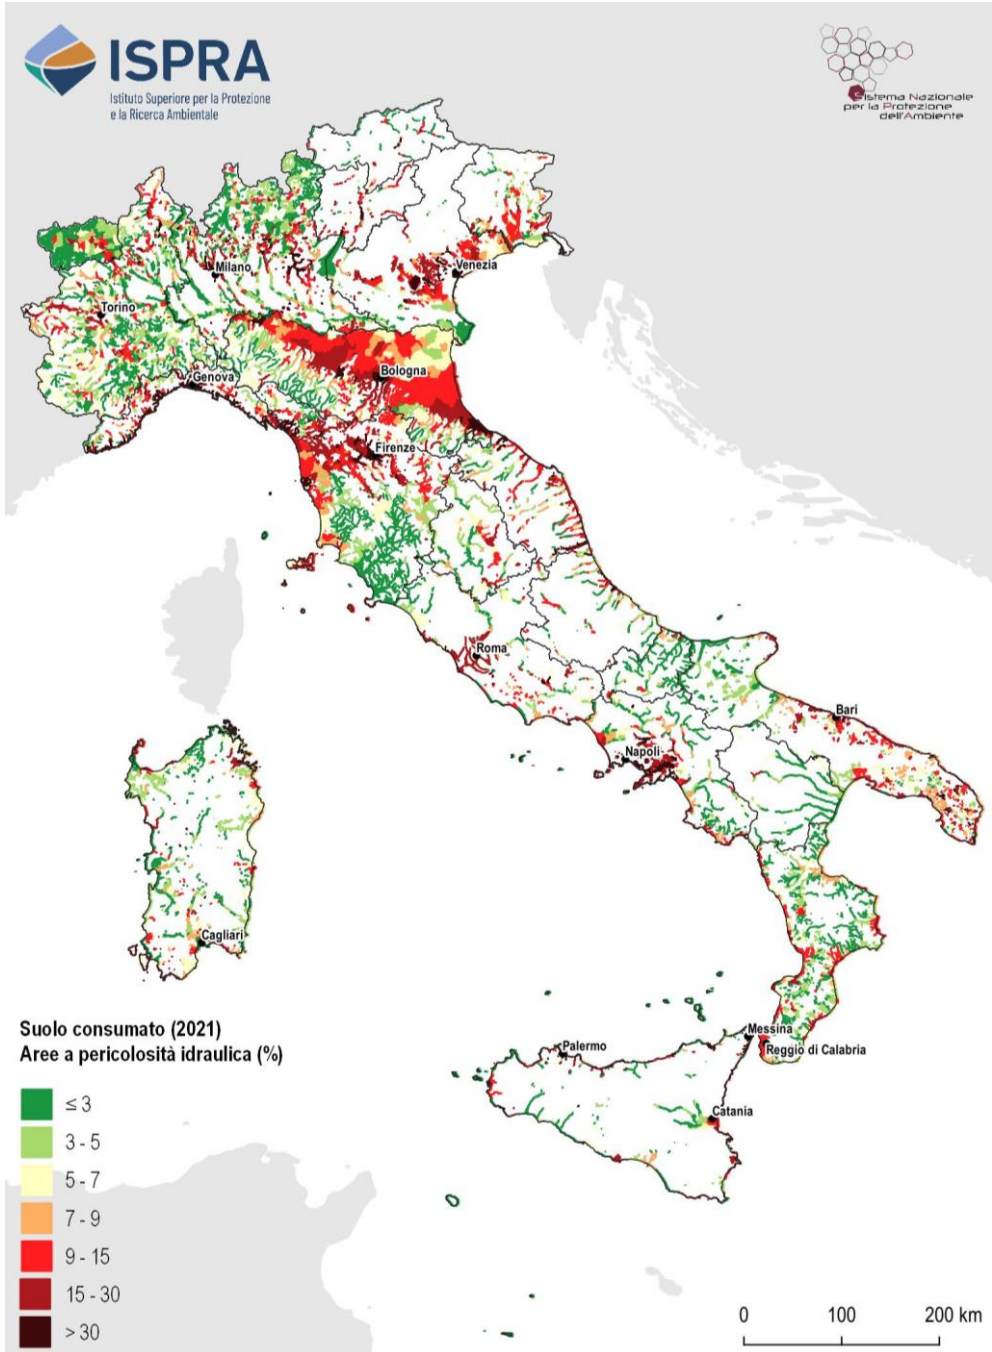 ISPRA
Istituto Superiore per la Protezione
e la Ricerca Ambientale
Sistema Nazionale
per la Protezione
dell'Ambiente
Milano
Venezia
Torino
Bologna
Genova
Firenze
Roma
Bari
Napoli
Cagliari
Messina
Palermo
Reggio di Calabria
Catania
Suolo consumato (2021)
Aree a pericolosità idraulica (%)
≤ 3
3 - 5
5 - 7
7 - 9
9 - 15
15 - 30
> 30
0 100 200 km